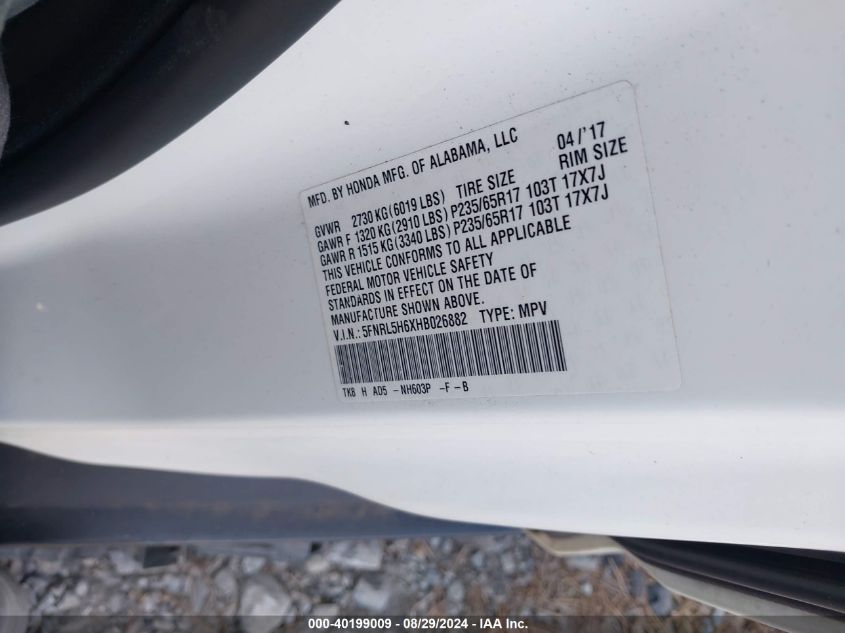 MFD. BY HONDA MFG. OF ALABAMA, LLC 04/'17
GVWR 2730 KG (6019 LBS) TIRE SIZE RIM SIZE
GAWR F 1320 KG (2910 LBS) P235/65R17 103T 17X7J
GAWR R 1515 KG (3340 LBS) P235/65R17 103T 17X7J
THIS VEHICLE CONFORMS TO ALL APPLICABLE
FEDERAL MOTOR VEHICLE SAFETY
STANDARDS IN EFFECT ON THE DATE OF
MANUFACTURE SHOWN ABOVE.
V.I.N.: 5FNRL5H6XHB026882 TYPE: MPV
TK8 H AD5 -NH603P -F-B
000-40199009 - 08/29/2024 - IAA Inc.